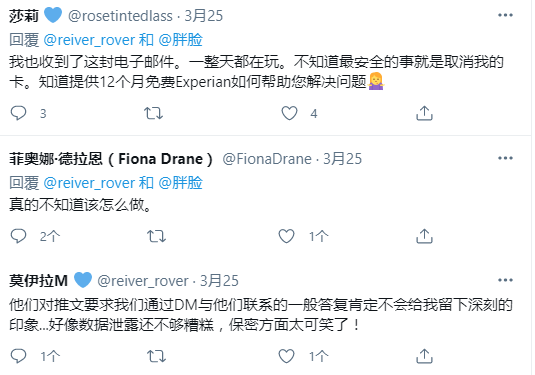 莎莉 💙 @rosetintedlass · 3月25
回覆 @reiver_rover 和 @胖脸
我也收到了这封电子邮件。一整天都在玩。不知道最安全的事就是取消我的
卡。知道提供12个月免费Experian如何帮助您解决问题🤷‍♀️
3 4
菲奥娜·德拉恩（Fiona Drane） @FionaDrane · 3月25
回覆 @reiver_rover 和 @胖脸
真的不知道该怎么做。
2个 1个
莫伊拉M 💙 @reiver_rover · 3月25
他们对推文要求我们通过DM与他们联系的一般答复肯定不会给我留下深刻的
印象...好像数据泄露还不够糟糕，保密方面太可笑了！
1个 1个